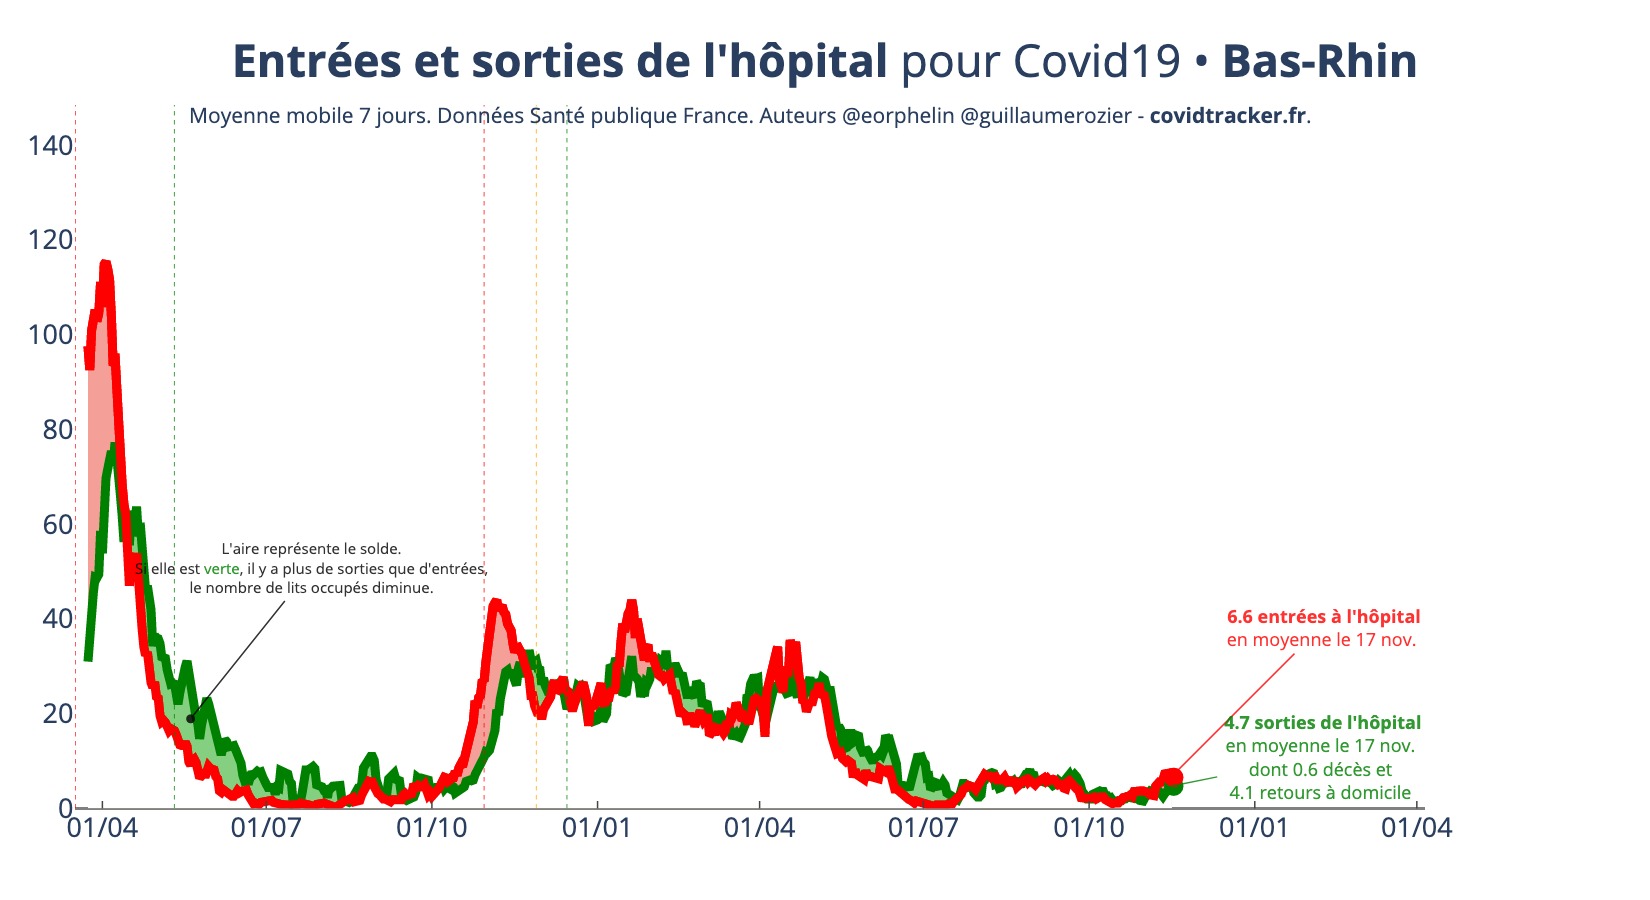 Entrées et sorties de l'hôpital pour Covid19 • Bas-Rhin
Moyenne mobile 7 jours. Données Santé publique France. Auteurs @eorphelin @guillaumerozier - covidtracker.fr.
140
120
100
80
60
40
20
0
L'aire représente le solde.
Si elle est verte, il y a plus de sorties que d'entrées,
le nombre de lits occupés diminue.
6.6 entrées à l'hôpital
en moyenne le 17 nov.
4.7 sorties de l'hôpital
en moyenne le 17 nov.
dont 0.6 décès et
4.1 retours à domicile
01/04 01/07 01/10 01/01 01/04 01/07 01/10 01/01 01/04